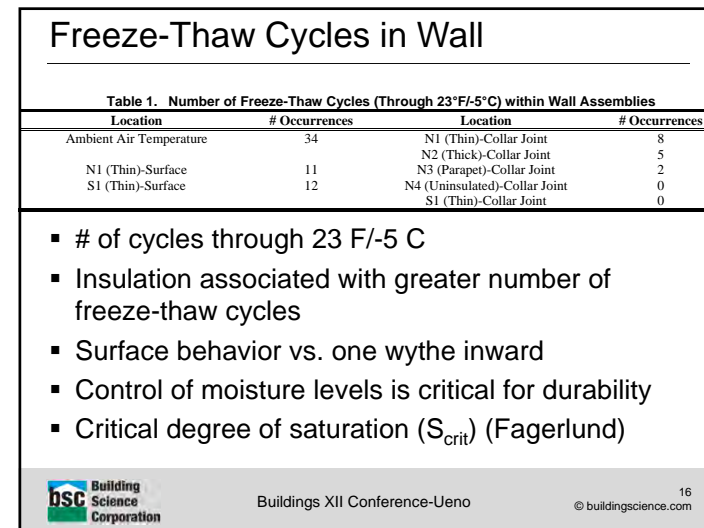 Freeze-Thaw Cycles in Wall
Table 1. Number of Freeze-Thaw Cycles (Through 23°F/-5°C) within Wall Assemblies
Location # Occurrences Location # Occurrences
Ambient Air Temperature 34 N1 (Thin)-Collar Joint 8
N2 (Thick)-Collar Joint 5
N1 (Thin)-Surface 11 N3 (Parapet)-Collar Joint 2
S1 (Thin)-Surface 12 N4 (Uninsulated)-Collar Joint 0
S1 (Thin)-Collar Joint 0
▪ # of cycles through 23 F/-5 C
▪ Insulation associated with greater number of
freeze-thaw cycles
▪ Surface behavior vs. one wythe inward
▪ Control of moisture levels is critical for durability
▪ Critical degree of saturation (Scrit) (Fagerlund)
bsc Building
Science
Corporation
Buildings XII Conference-Ueno
16
© buildingscience.com